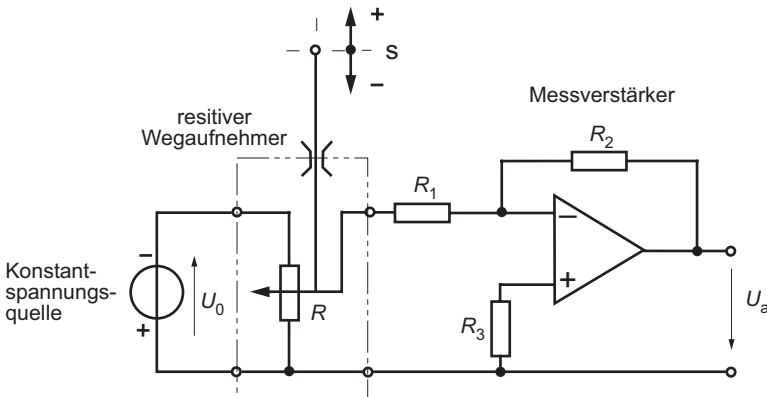 +
s
−
resitiver
Wegaufnehmer
Messverstärker
R2
R1
−
−
Konstant-
spannungs-
quelle
U0
R
+
+
R3
Ua